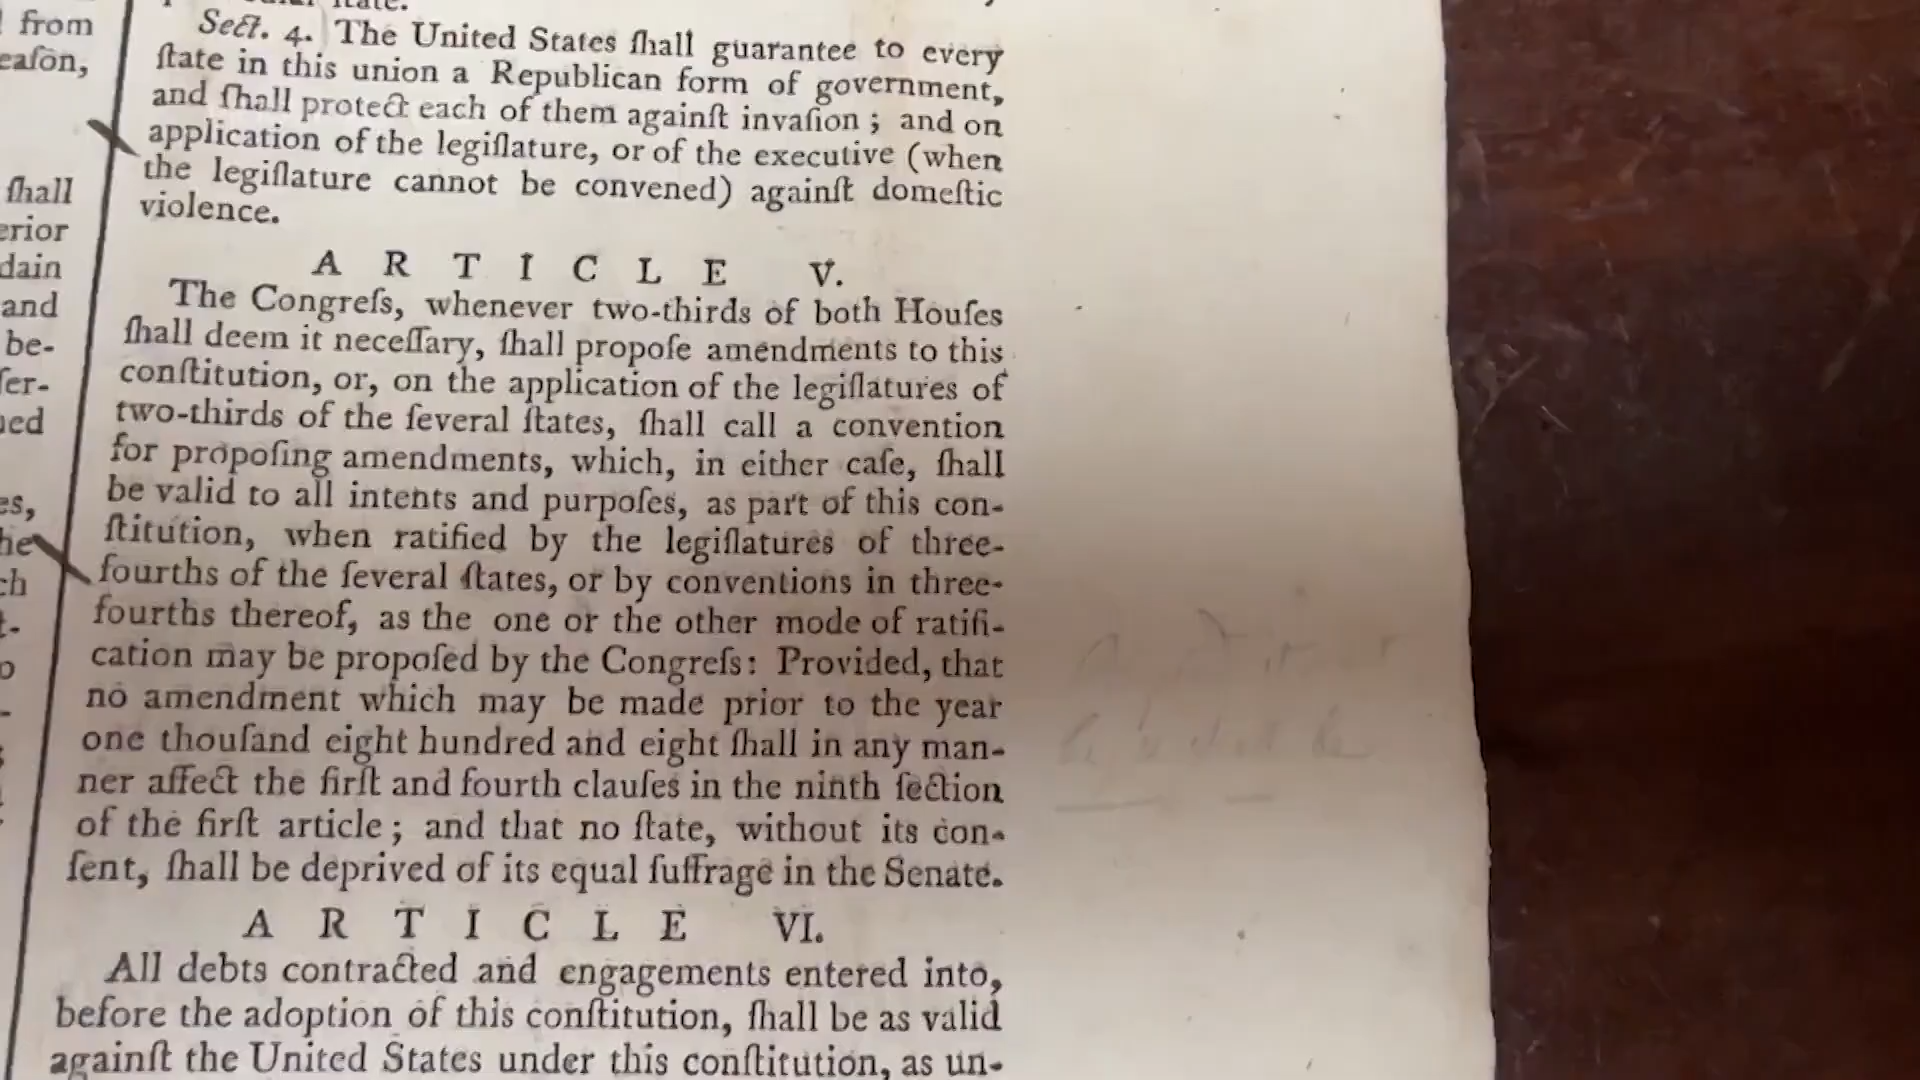 from
eaſon,
ſhall
erior
dain
and
be-
ſer-
ned
es,
he
ch
t-
o
Sect. 4. The United States ſhall guarantee to every
ſtate in this union a Republican form of government,
and ſhall protect each of them againſt invaſion; and on
application of the legiſlature, or of the executive (when
the legiſlature cannot be convened) againſt domeſtic
violence.
ARTICLE V.
The Congreſs, whenever two-thirds of both Houſes
ſhall deem it neceſſary, ſhall propoſe amendments to this
conſtitution, or, on the application of the legiſlatures of
two-thirds of the ſeveral ſtates, ſhall call a convention
for propoſing amendments, which, in either caſe, ſhall
be valid to all intents and purpoſes, as part of this con-
ſtitution, when ratified by the legiſlatures of three-
fourths of the ſeveral ſtates, or by conventions in three-
fourths thereof, as the one or the other mode of ratifi-
cation may be propoſed by the Congreſs: Provided, that
no amendment which may be made prior to the year
one thouſand eight hundred and eight ſhall in any man-
ner affect the firſt and fourth clauſes in the ninth ſection
of the firſt article; and that no ſtate, without its con-
ſent, ſhall be deprived of its equal ſuffrage in the Senate.
ARTICLE VI.
All debts contracted and engagements entered into,
before the adoption of this conſtitution, ſhall be as valid
againſt the United States under this conſtitution, as un-